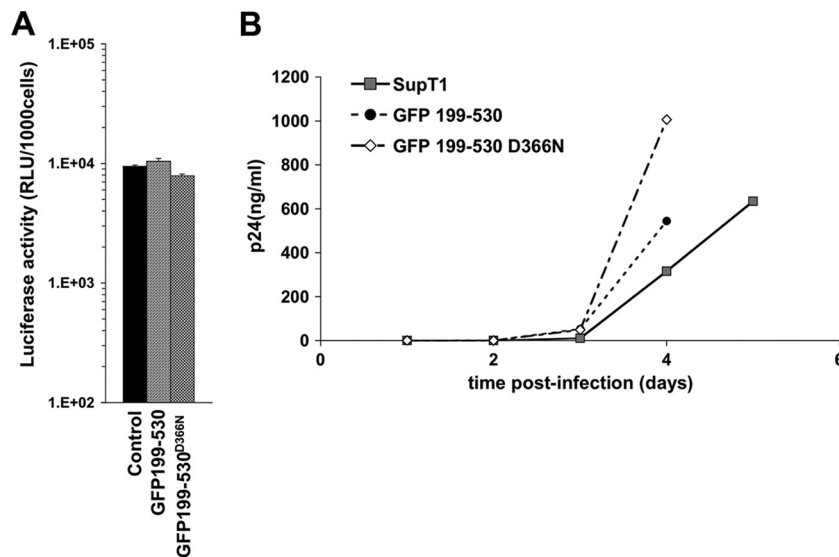 A
1.E+05
1.E+04
1.E+03
1.E+02
Luciferase activity (RLU/1000cells)
Control
GFP199-530
GFP199-530D366N
B
SupT1
GFP 199-530
GFP 199-530 D366N
1200
1000
800
600
400
200
0
p24(ng/ml)
0 2 4 6
time post-infection (days)